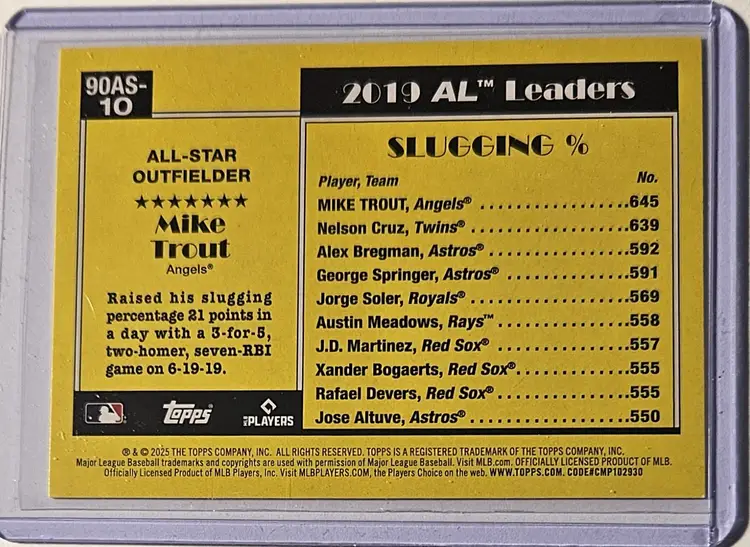 90AS-
10
ALL-STAR
OUTFIELDER
★★★★★★★
Mike
Trout
Angels®
Raised his slugging
percentage 21 points in
a day with a 3-for-5,
two-homer, seven-RBI
game on 6-19-19.
topps
MLB PLAYERS
2019 AL™ Leaders
SLUGGING %
Player, Team No.
MIKE TROUT, Angels® .................645
Nelson Cruz, Twins® .................639
Alex Bregman, Astros® ...............592
George Springer, Astros® ............591
Jorge Soler, Royals® ................569
Austin Meadows, Rays™ ...............558
J.D. Martinez, Red Sox® .............557
Xander Bogaerts, Red Sox®............555
Rafael Devers, Red Sox® .............555
Jose Altuve, Astros® ................550
® & © 2025 THE TOPPS COMPANY, INC. ALL RIGHTS RESERVED. TOPPS IS A REGISTERED TRADEMARK OF THE TOPPS COMPANY, INC.
Major League Baseball trademarks and copyrights are used with permission of Major League Baseball. Visit MLB.com. OFFICIALLY LICENSED PRODUCT OF MLB.
Officially Licensed Product of MLB Players, Inc. Visit MLBPLAYERS.COM, the Players Choice on the web. WWW.TOPPS.COM. CODE#CMP102930